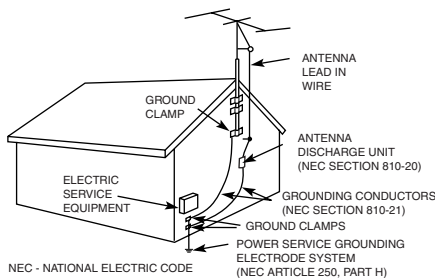 ANTENNA
LEAD IN
WIRE
GROUND
CLAMP
ANTENNA
DISCHARGE UNIT
(NEC SECTION 810-20)
ELECTRIC
SERVICE
EQUIPMENT
GROUNDING CONDUCTORS
(NEC SECTION 810-21)
GROUND CLAMPS
POWER SERVICE GROUNDING
ELECTRODE SYSTEM
(NEC ARTICLE 250, PART H)
NEC - NATIONAL ELECTRIC CODE